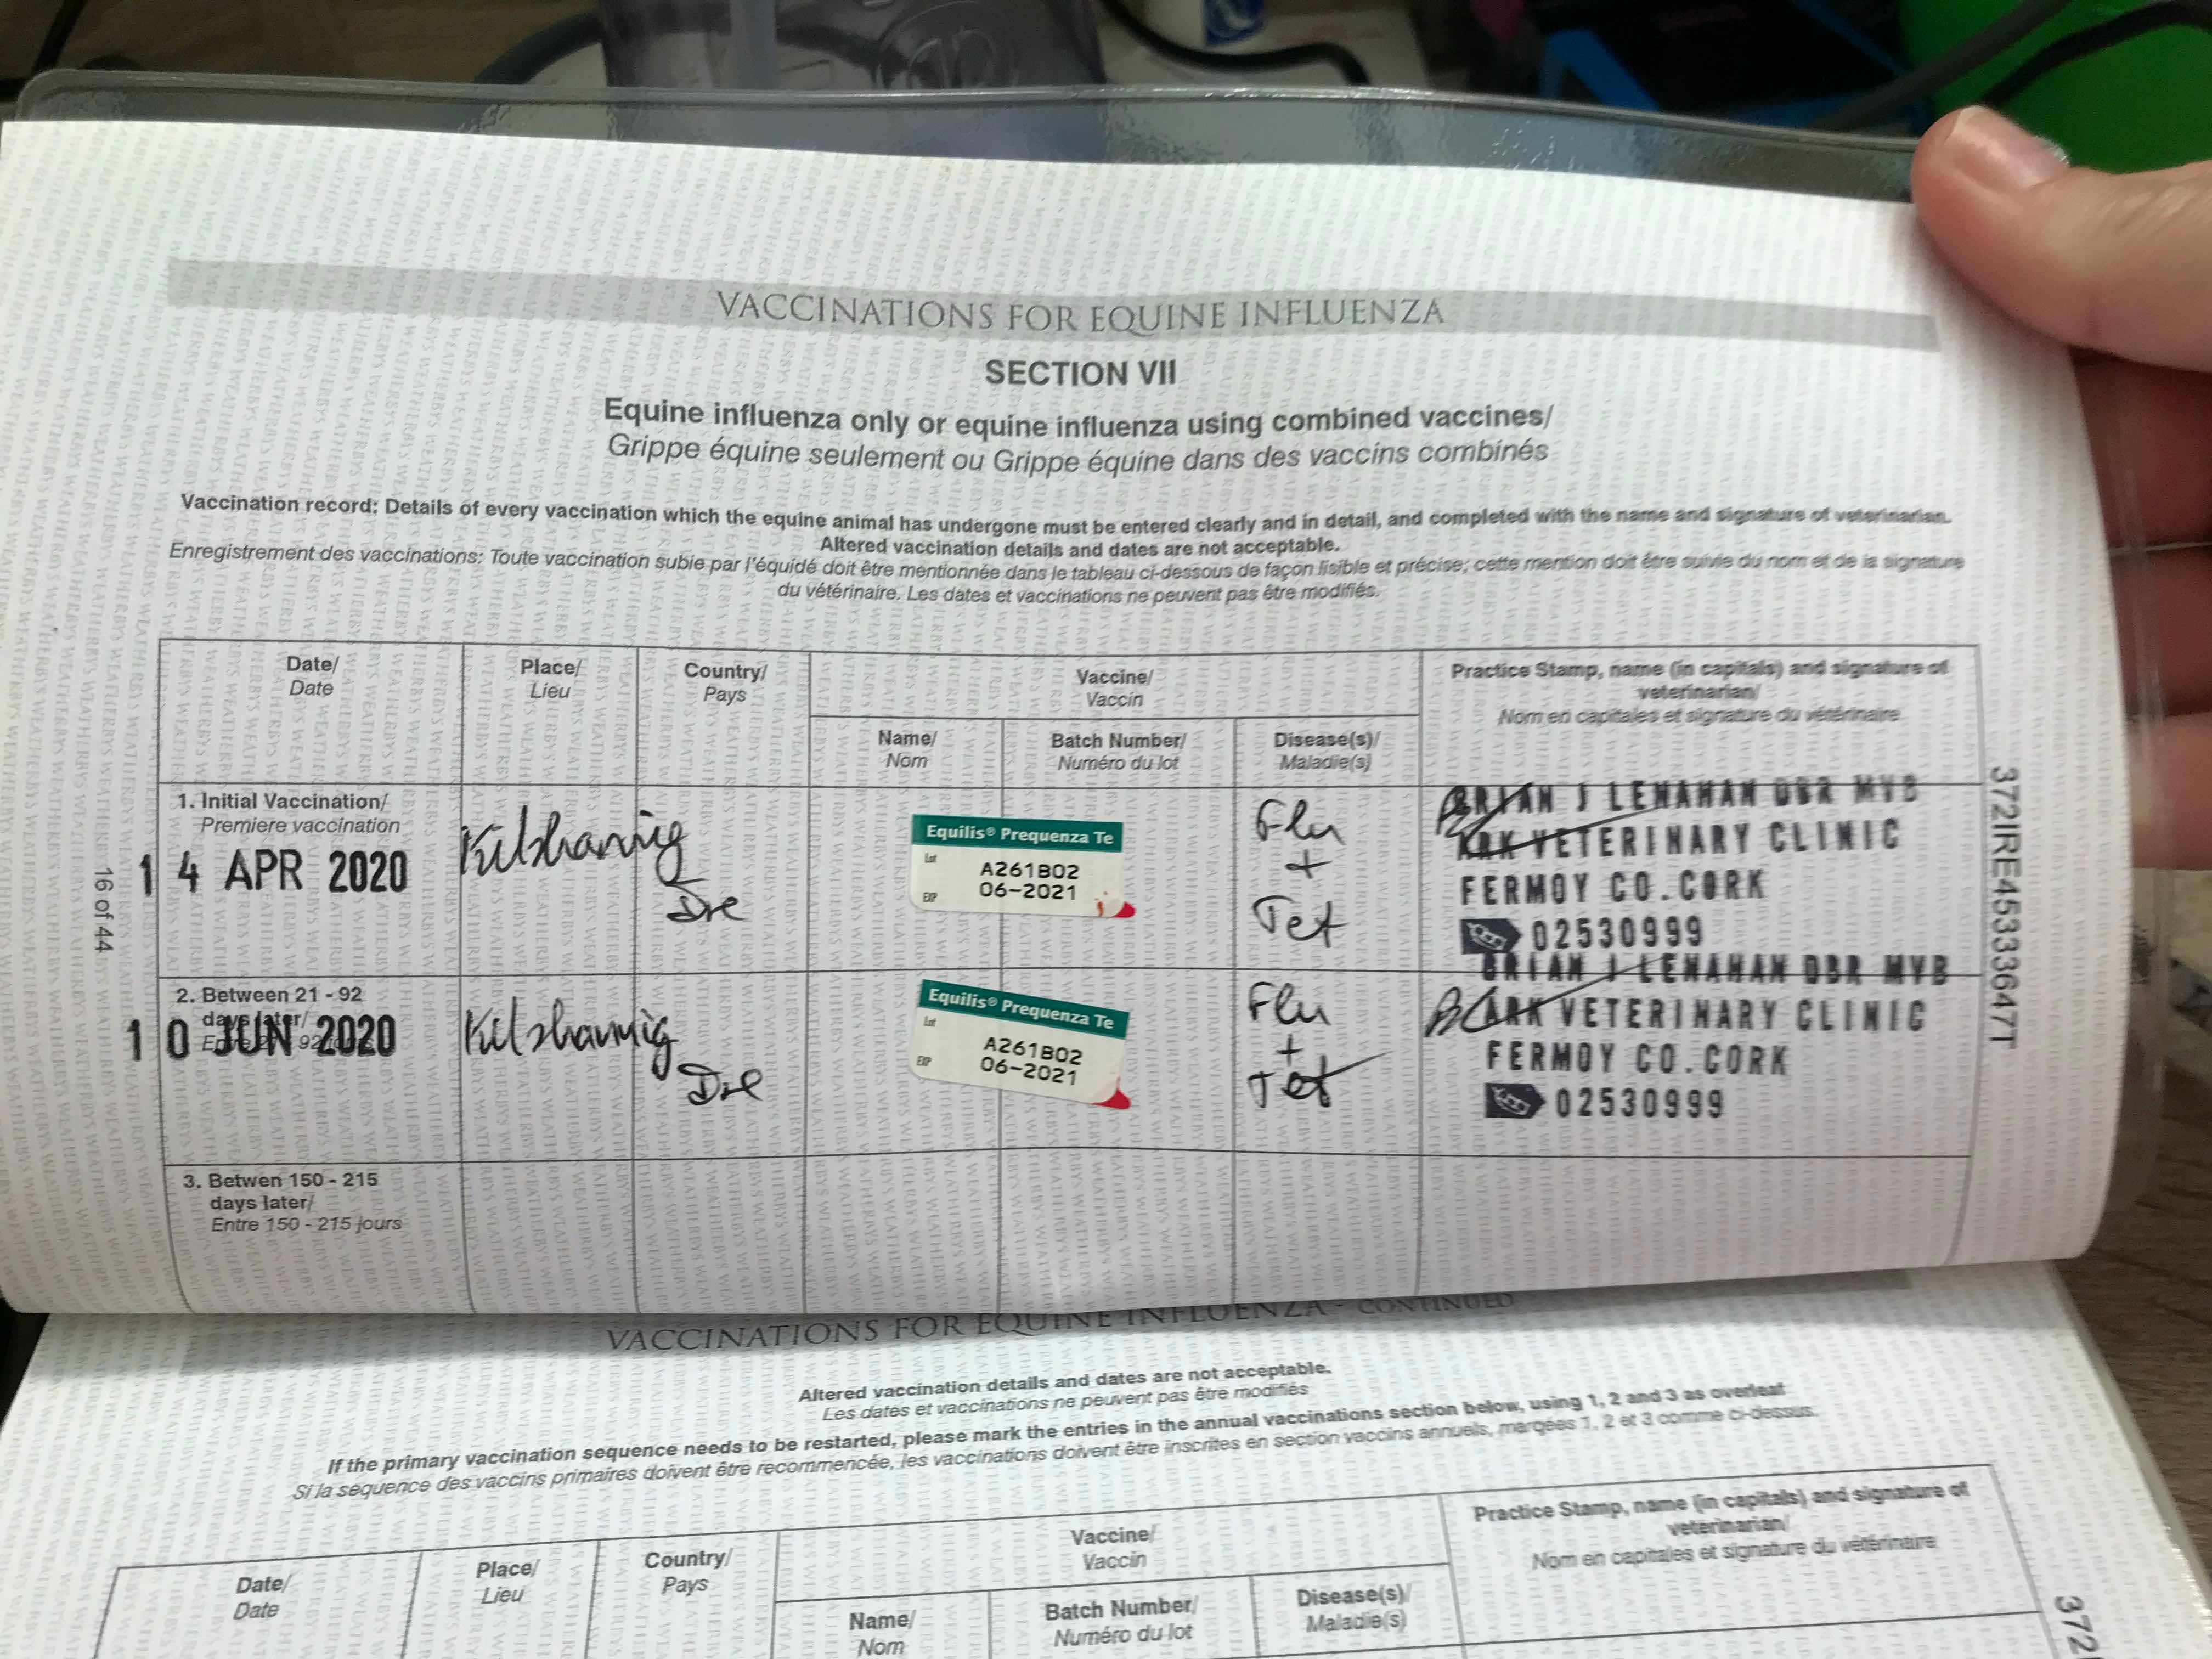 VACCINATIONS FOR EQUINE INFLUENZA
SECTION VII
Equine influenza only or equine influenza using combined vaccines/
Grippe équine seulement ou Grippe équine dans des vaccins combinés
Vaccination record: Details of every vaccination which the equine animal has undergone must be entered clearly and in detail, and completed with the name and signature of veterinarian.
Altered vaccination details and dates are not acceptable.
Enregistrement des vaccinations: Toute vaccination subie par l'équidé doit être mentionnée dans le tableau ci-dessous de façon lisible et précise; cette mention doit être suivie du nom et de la signature
du vétérinaire. Les dates et vaccinations ne peuvent pas être modifiés.
Date/
Date
Place/
Lieu
Country/
Pays
Vaccine/
Vaccin
Name/
Nom
Batch Number/
Numéro du lot
Disease(s)/
Maladie(s)
Practice Stamp, name (in capitals) and signature of
veterinarian/
Nom en capitales et signature du vétérinaire
1. Initial Vaccination/
Premiere vaccination
14 APR 2020
Equilis® Prequenza Te
Lot A261B02
EXP 06-2021
Flu
+
Tet
BRIAN J LENAHAN DBR MVB
ARK VETERINARY CLINIC
FERMOY CO.CORK
02530999
2. Between 21 - 92
days later/
10 JUN 2020
Equilis® Prequenza Te
Lot A261B02
EXP 06-2021
Flu
+
Tet
BRIAN J LENAHAN DBR MVB
ARK VETERINARY CLINIC
FERMOY CO.CORK
02530999
3. Betwen 150 - 215
days later/
Entre 150 - 215 jours
16 of 44
372IRE45333647T
VACCINATIONS FOR EQUINE INFLUENZA - CONTINUED
Altered vaccination details and dates are not acceptable.
Les dates et vaccinations ne peuvent pas être modifiés
If the primary vaccination sequence needs to be restarted, please mark the entries in the annual vaccinations section below, using 1, 2 and 3 as overleaf
Si la séquence des vaccins primaires doivent être recommencée, les vaccinations doivent être inscrites en section vaccins annuels, marqées 1, 2 et 3 comme ci-dessus.
Date/
Date
Place/
Lieu
Country/
Pays
Vaccine/
Vaccin
Name/
Nom
Batch Number/
Numéro du lot
Disease(s)/
Maladie(s)
Practice Stamp, name (in capitals) and signature of
veterinarian/
Nom en capitales et signature du vétérinaire
372